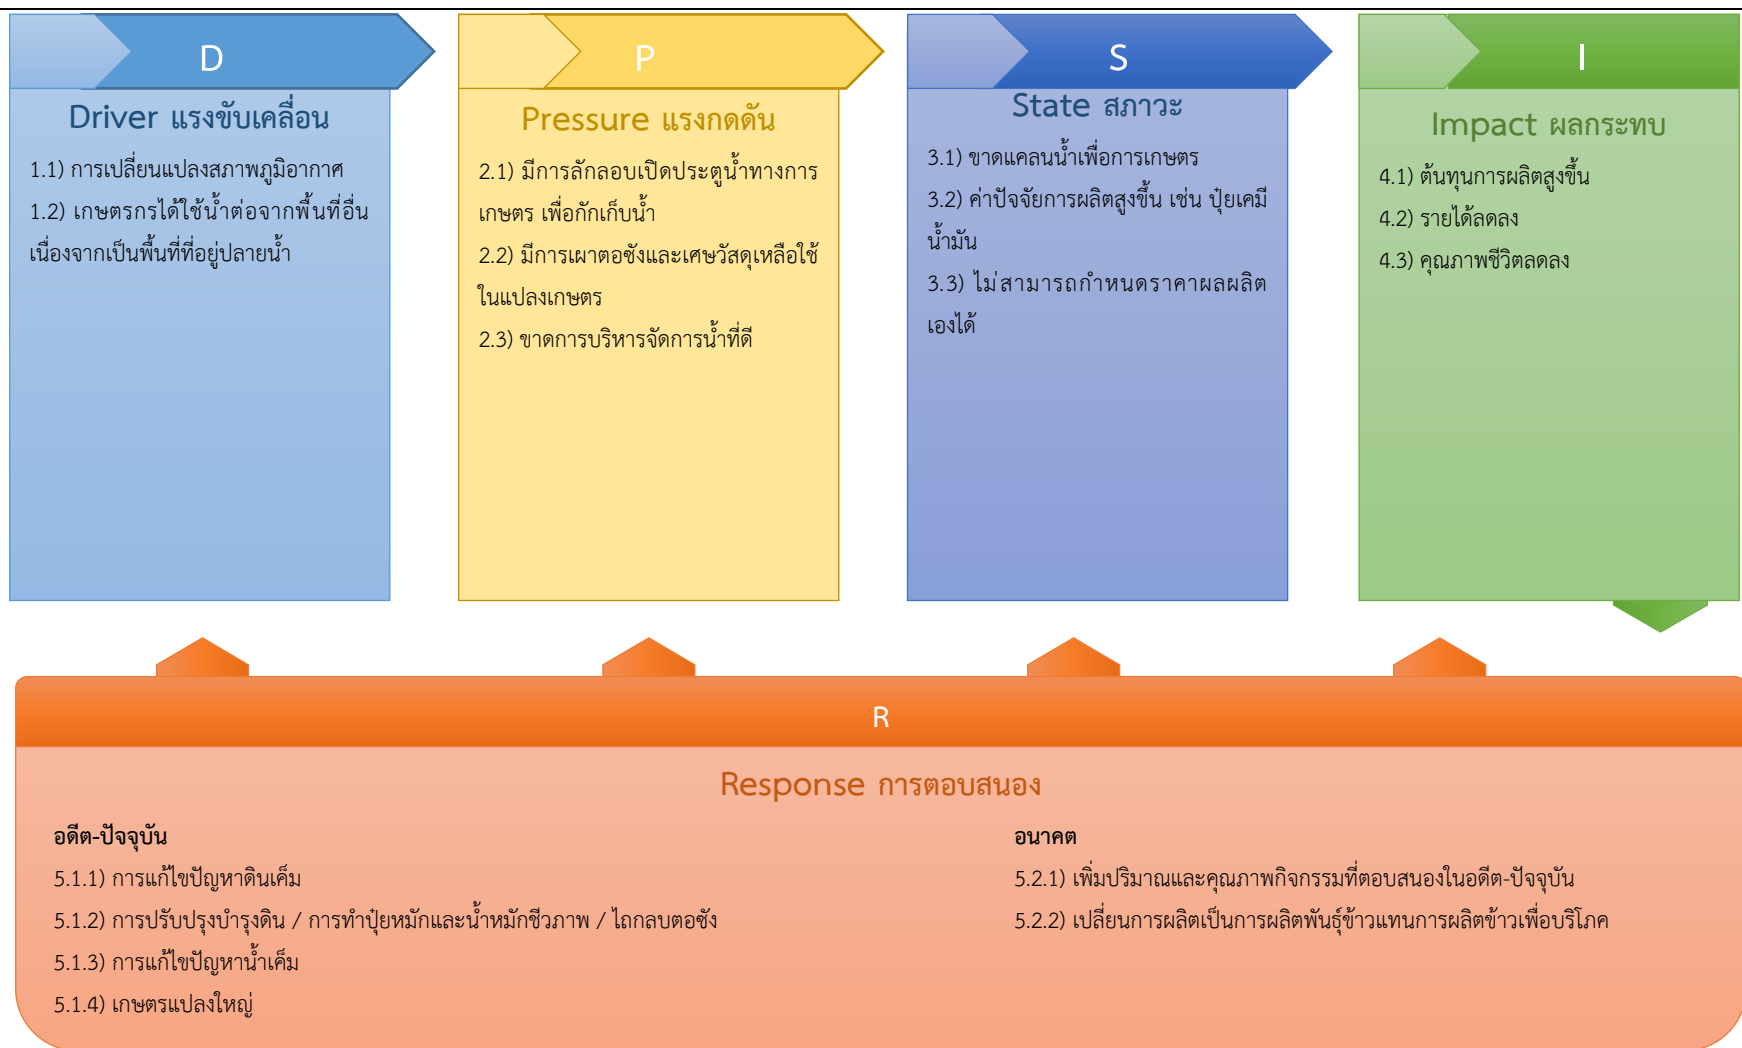 D
Driver แรงขับเคลื่อน
1.1) การเปลี่ยนแปลงสภาพภูมิอากาศ
1.2) เกษตรกรได้ใช้น้ำต่อจากพื้นที่อื่น
เนื่องจากเป็นพื้นที่ที่อยู่ปลายน้ำ
P
Pressure แรงกดดัน
2.1) มีการลักลอบเปิดประตูน้ำทางการ
เกษตร เพื่อกักเก็บน้ำ
2.2) มีการเผาตอซังและเศษวัสดุเหลือใช้
ในแปลงเกษตร
2.3) ขาดการบริหารจัดการน้ำที่ดี
S
State สภาวะ
3.1) ขาดแคลนน้ำเพื่อการเกษตร
3.2) ค่าปัจจัยการผลิตสูงขึ้น เช่น ปุ๋ยเคมี
น้ำมัน
3.3) ไม่สามารถกำหนดราคาผลผลิต
เองได้
I
Impact ผลกระทบ
4.1) ต้นทุนการผลิตสูงขึ้น
4.2) รายได้ลดลง
4.3) คุณภาพชีวิตลดลง
R
Response การตอบสนอง
อดีต-ปัจจุบัน
5.1.1) การแก้ไขปัญหาดินเค็ม
5.1.2) การปรับปรุงบำรุงดิน / การทำปุ๋ยหมักและน้ำหมักชีวภาพ / ไถกลบตอซัง
5.1.3) การแก้ไขปัญหาน้ำเค็ม
5.1.4) เกษตรแปลงใหญ่
อนาคต
5.2.1) เพิ่มปริมาณและคุณภาพกิจกรรมที่ตอบสนองในอดีต-ปัจจุบัน
5.2.2) เปลี่ยนการผลิตเป็นการผลิตพันธุ์ข้าวแทนการผลิตข้าวเพื่อบริโภค